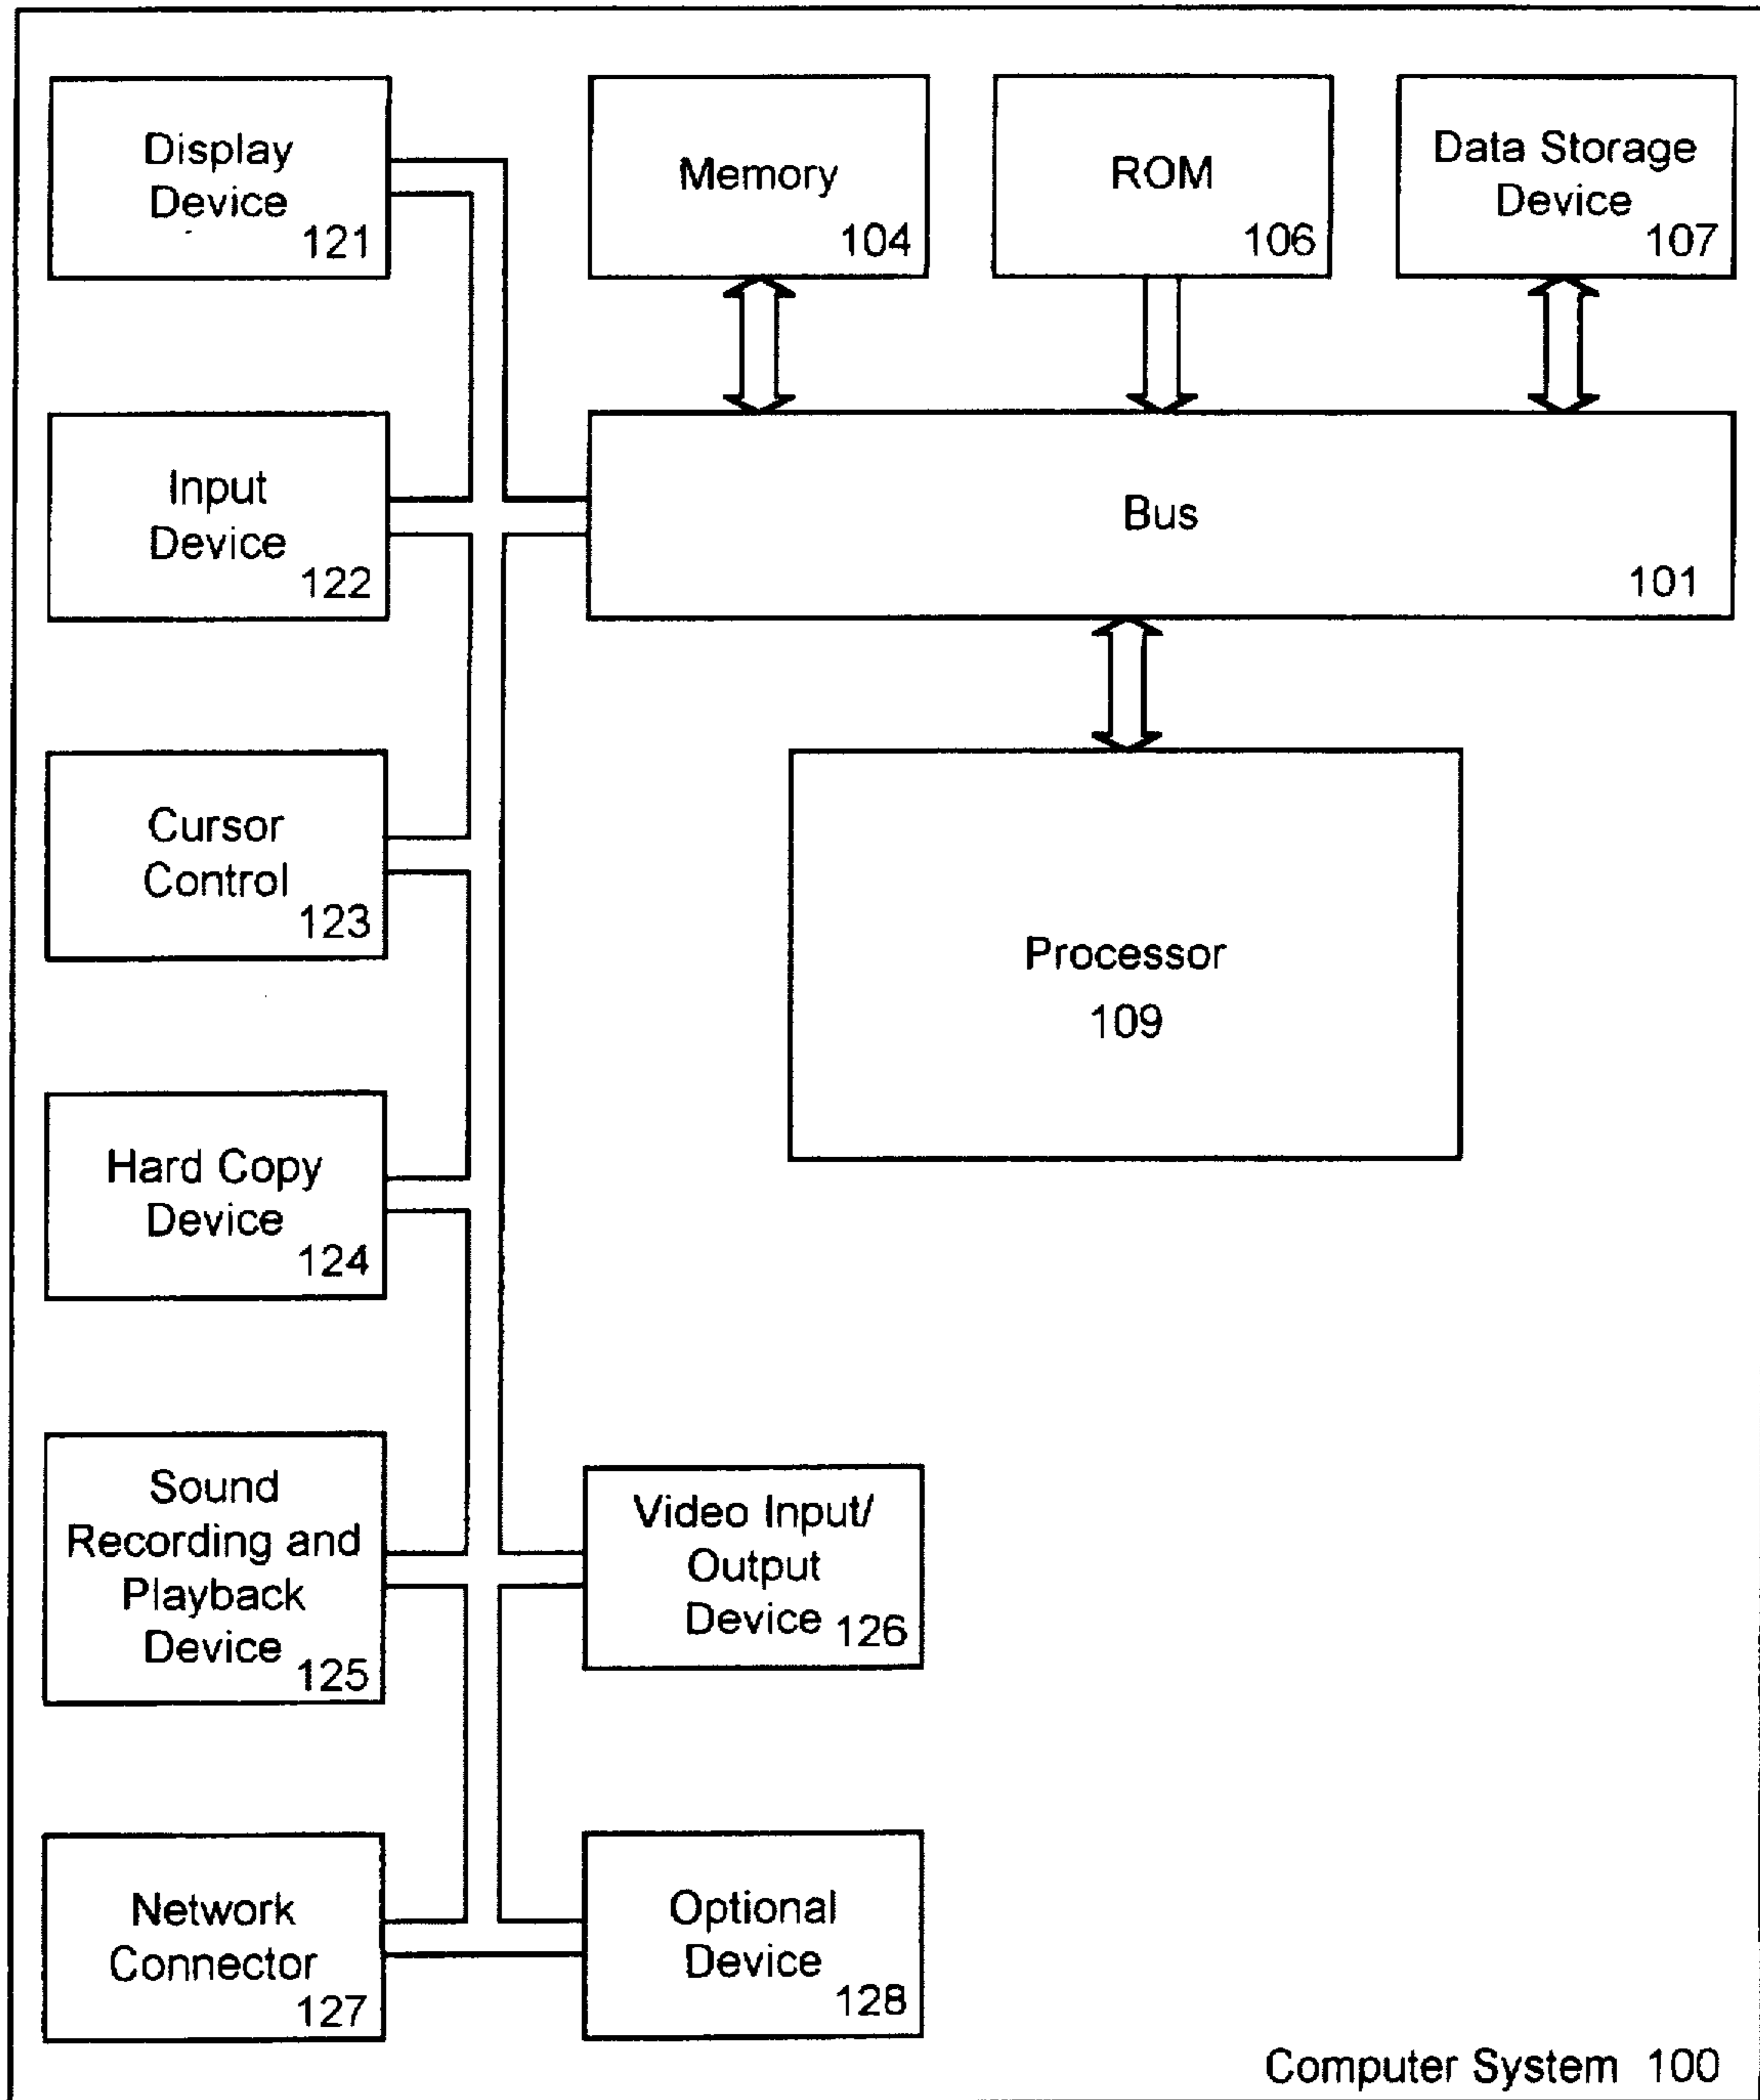 Display
Device
121
Memory
104
ROM
106
Data Storage
Device
107
Input
Device
122
Bus
101
Cursor
Control
123
Processor
109
Hard Copy
Device
124
Sound
Recording and
Playback
Device
125
Video Input/
Output
Device 126
Network
Connector
127
Optional
Device
128
Computer System 100